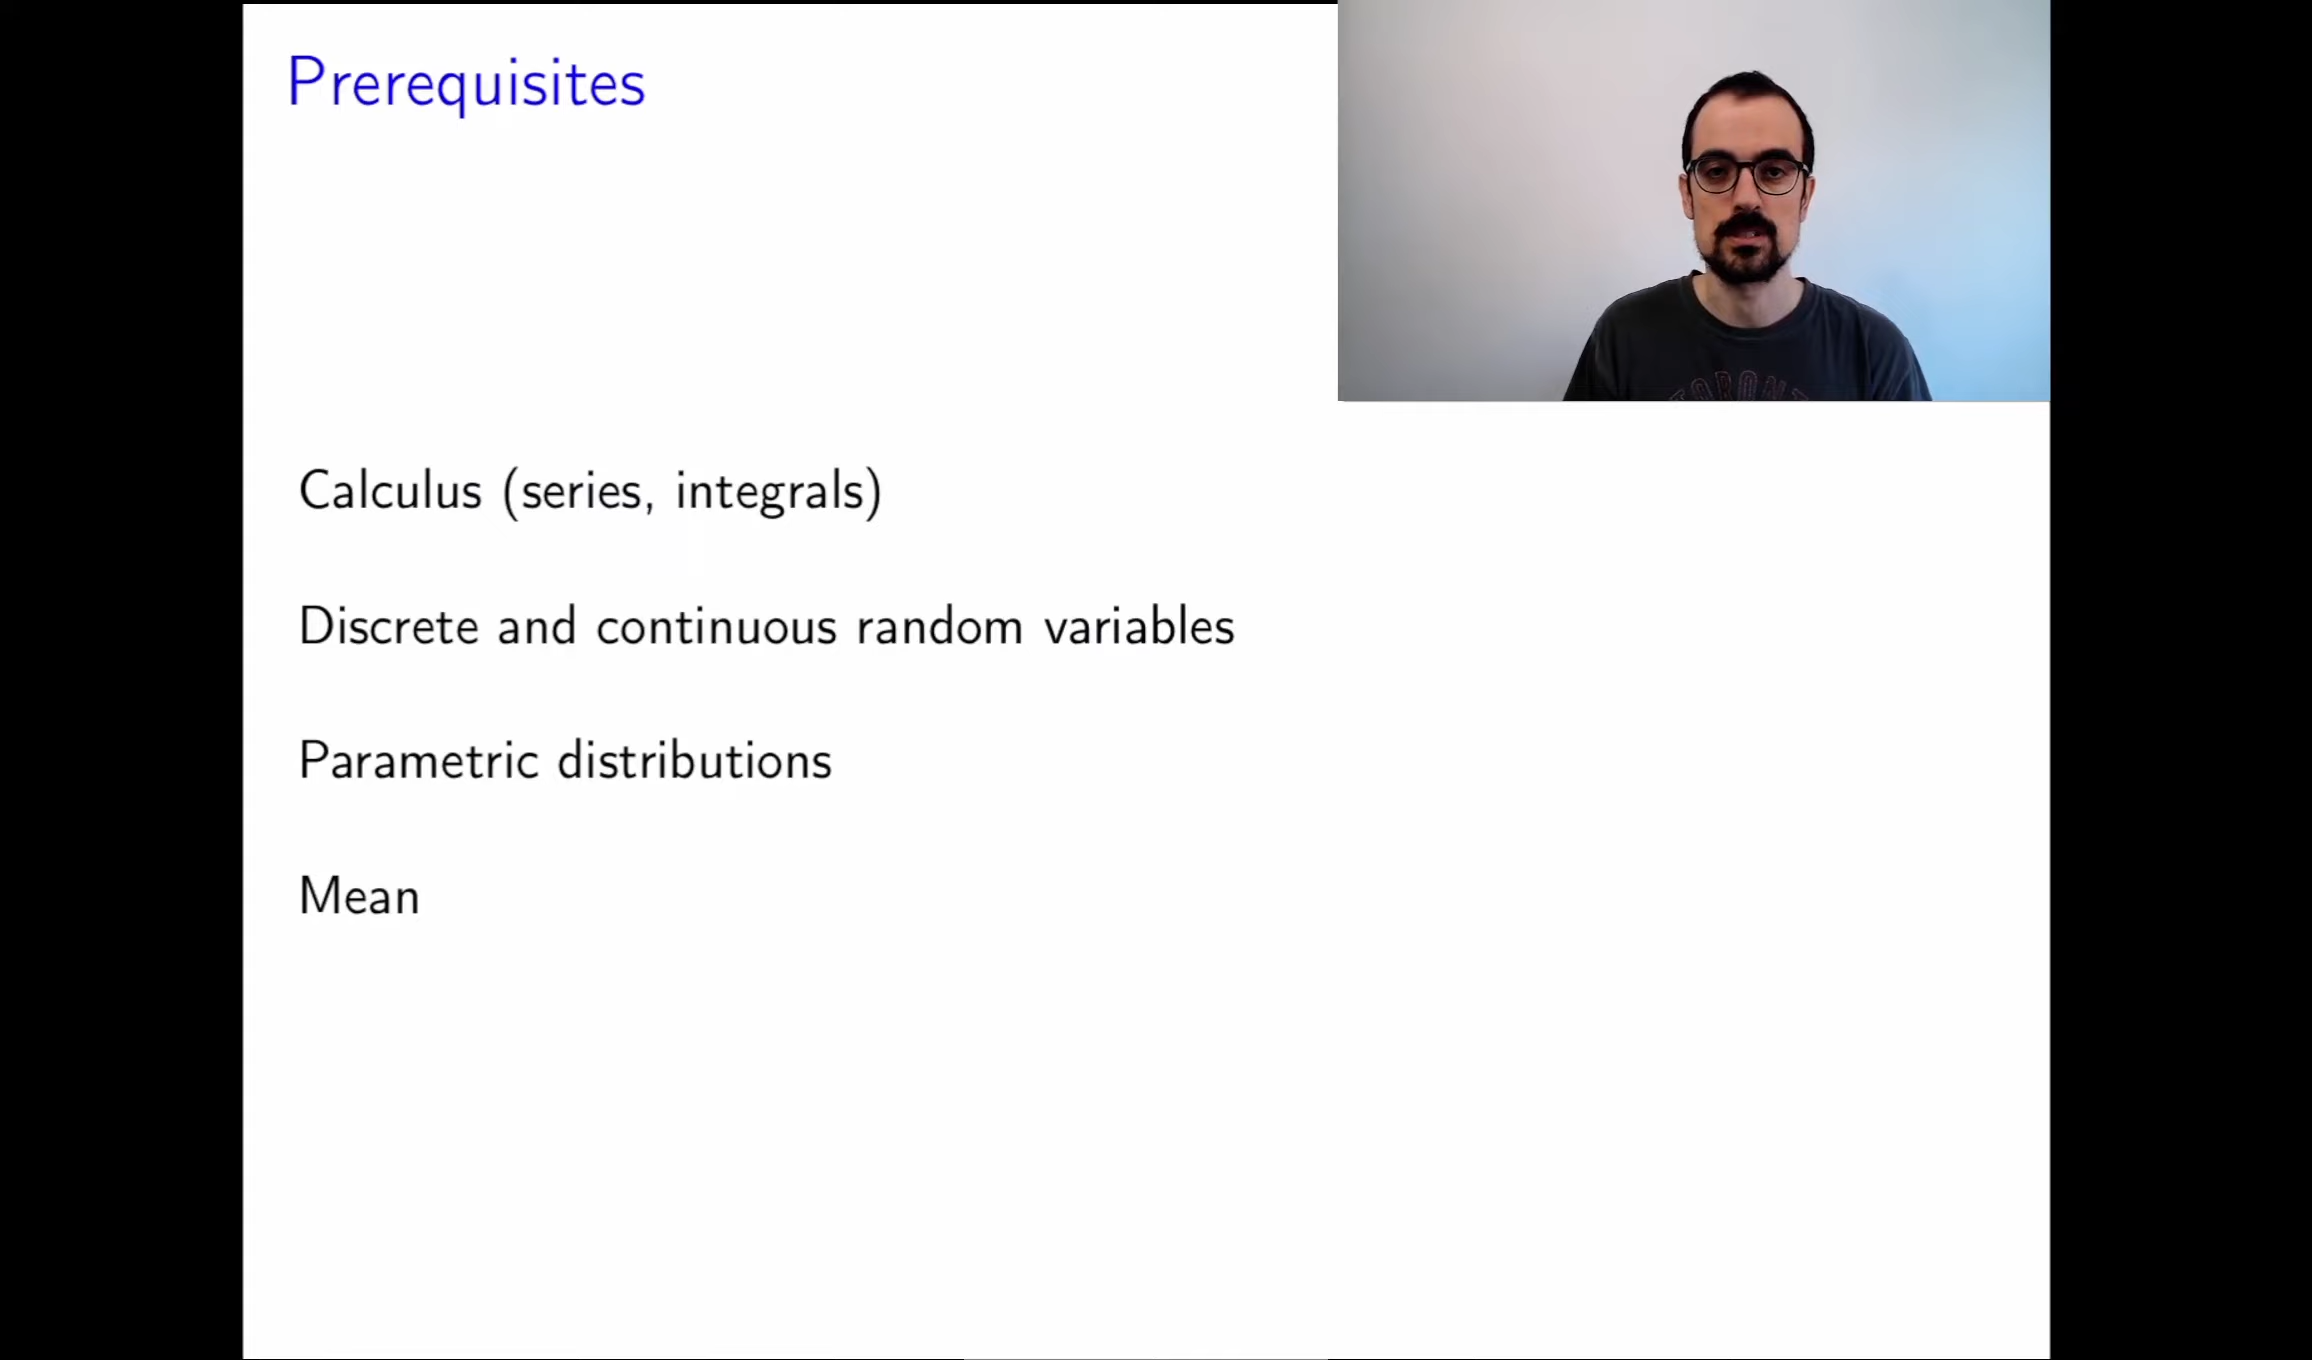 Prerequisites
Calculus (series, integrals)
Discrete and continuous random variables
Parametric distributions
Mean